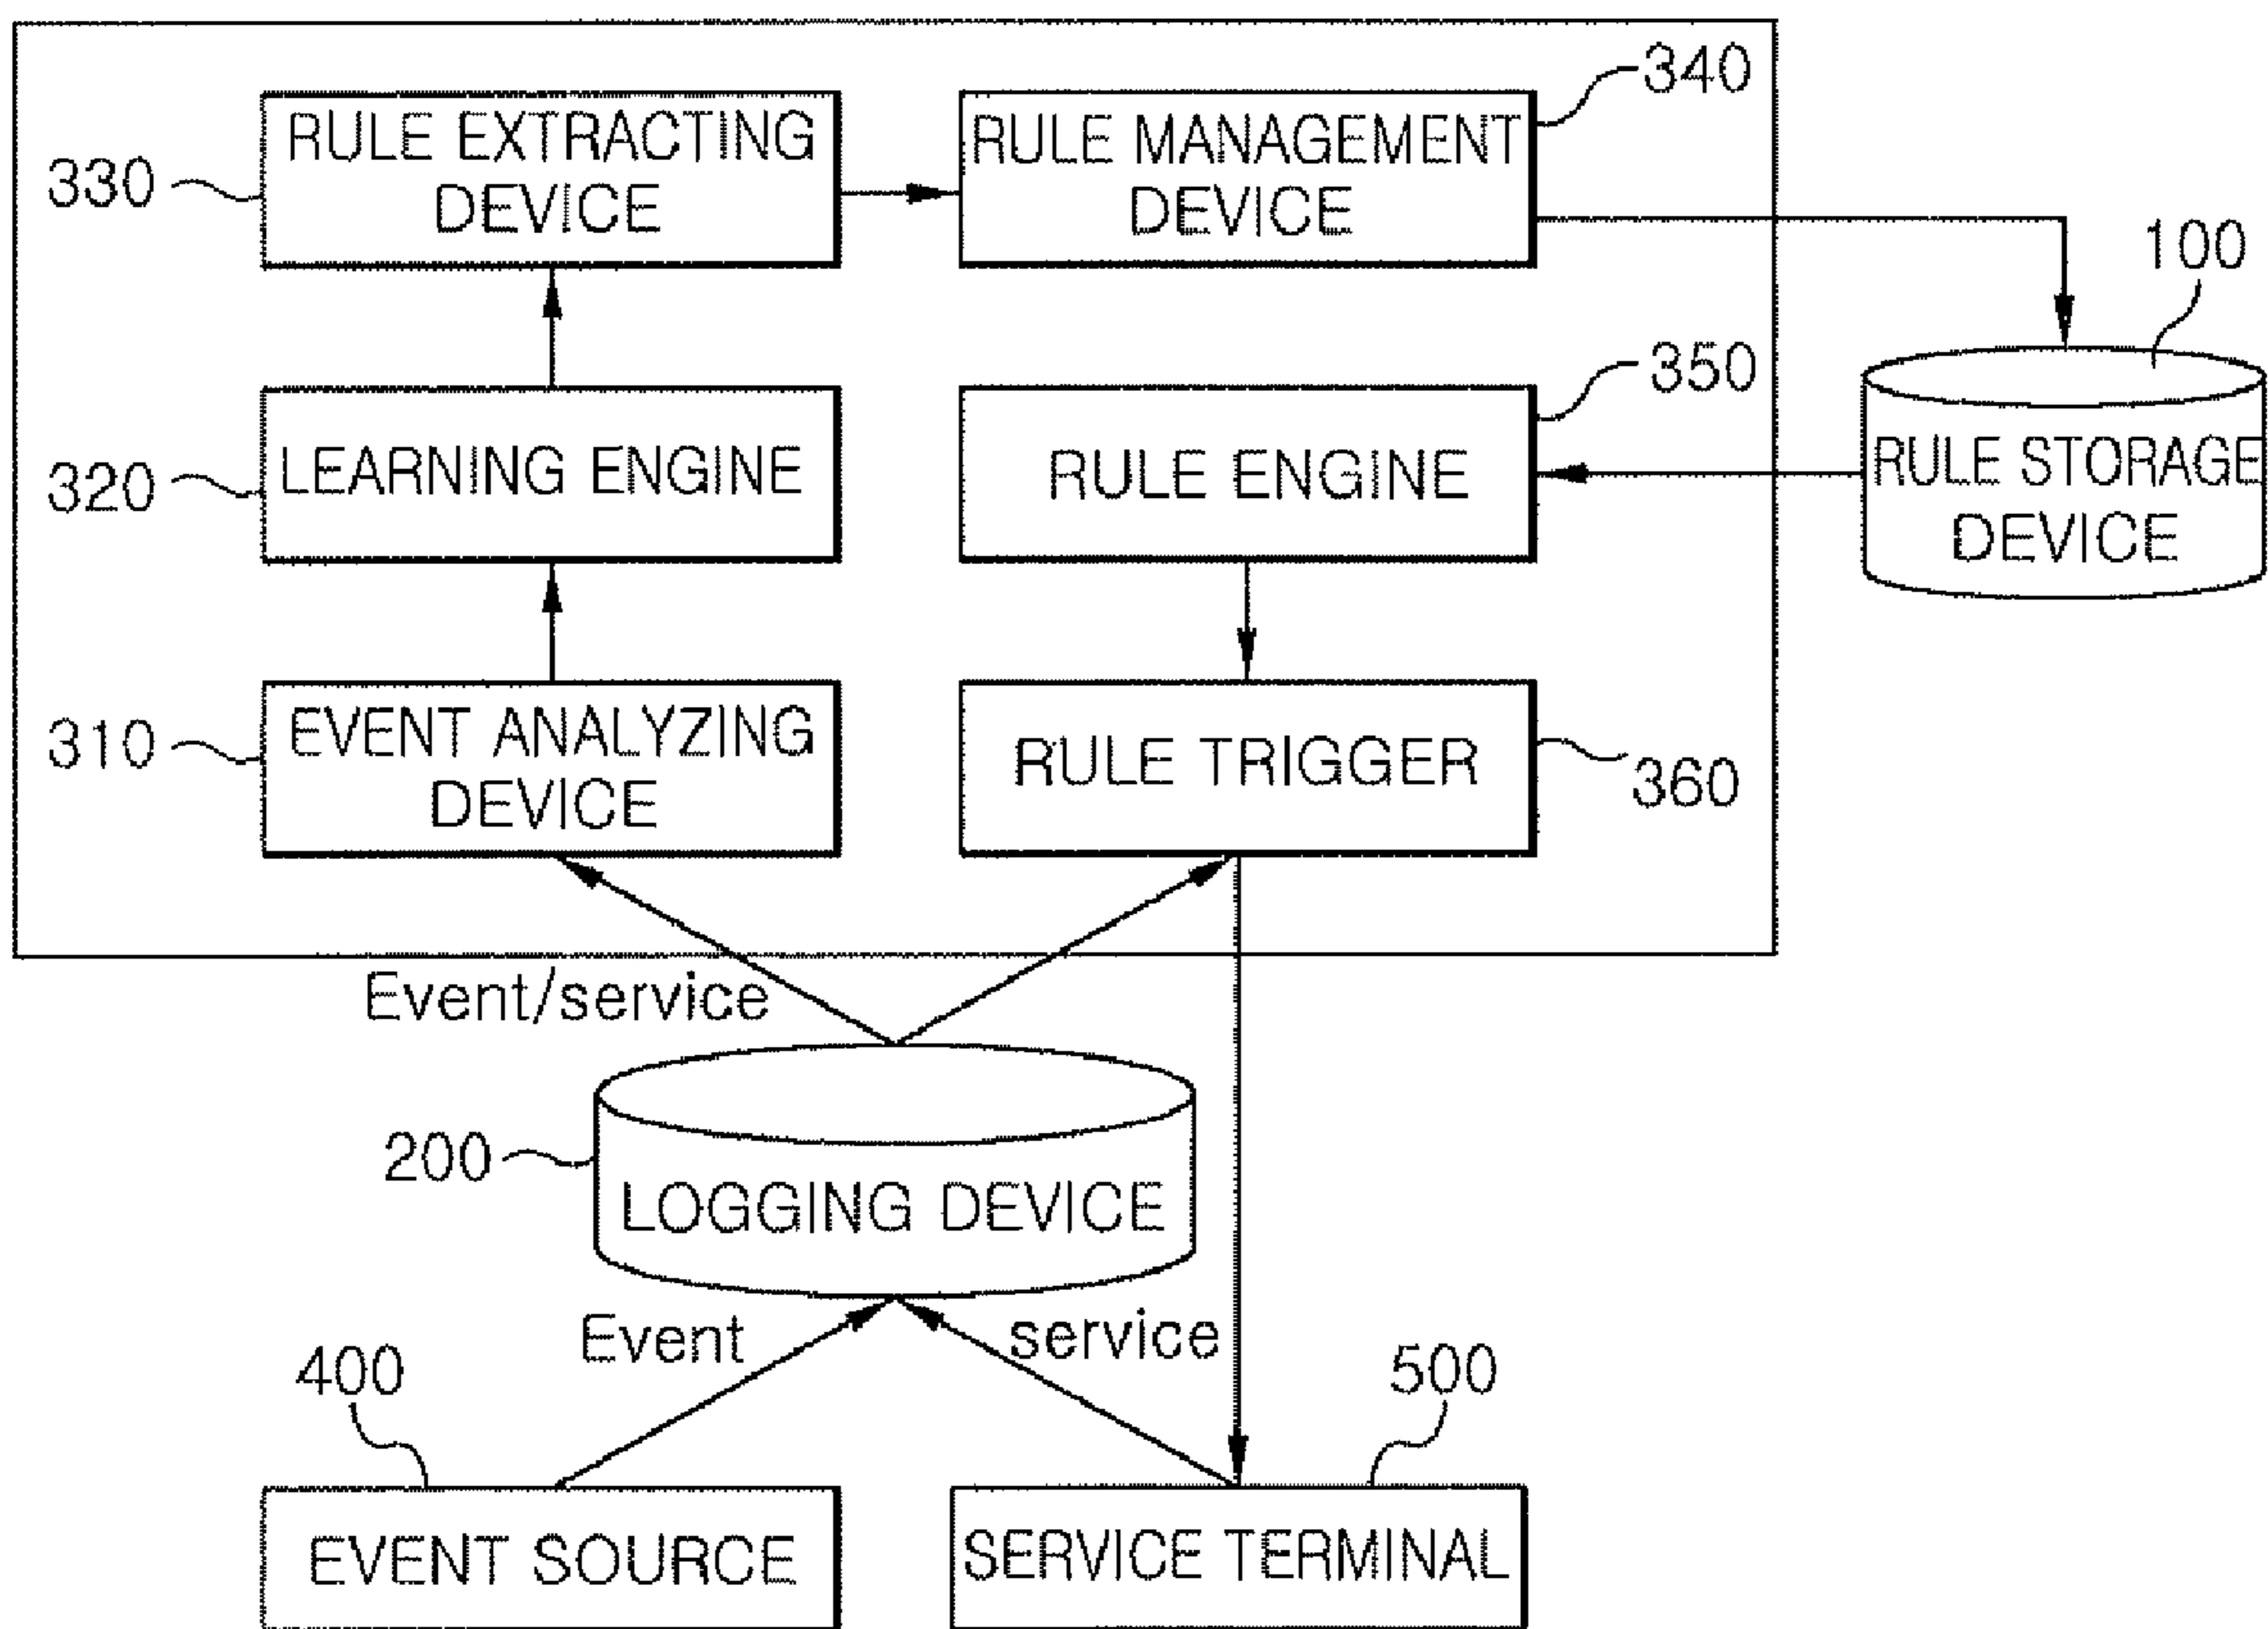 340
RULE EXTRACTING
DEVICE
330
RULE MANAGEMENT
DEVICE
100
350
LEARNING ENGINE
320
RULE ENGINE
RULE STORAGE
DEVICE
EVENT ANALYZING
DEVICE
310
RULE TRIGGER
360
Event/service
200
LOGGING DEVICE
Event
service
400
500
EVENT SOURCE
SERVICE TERMINAL